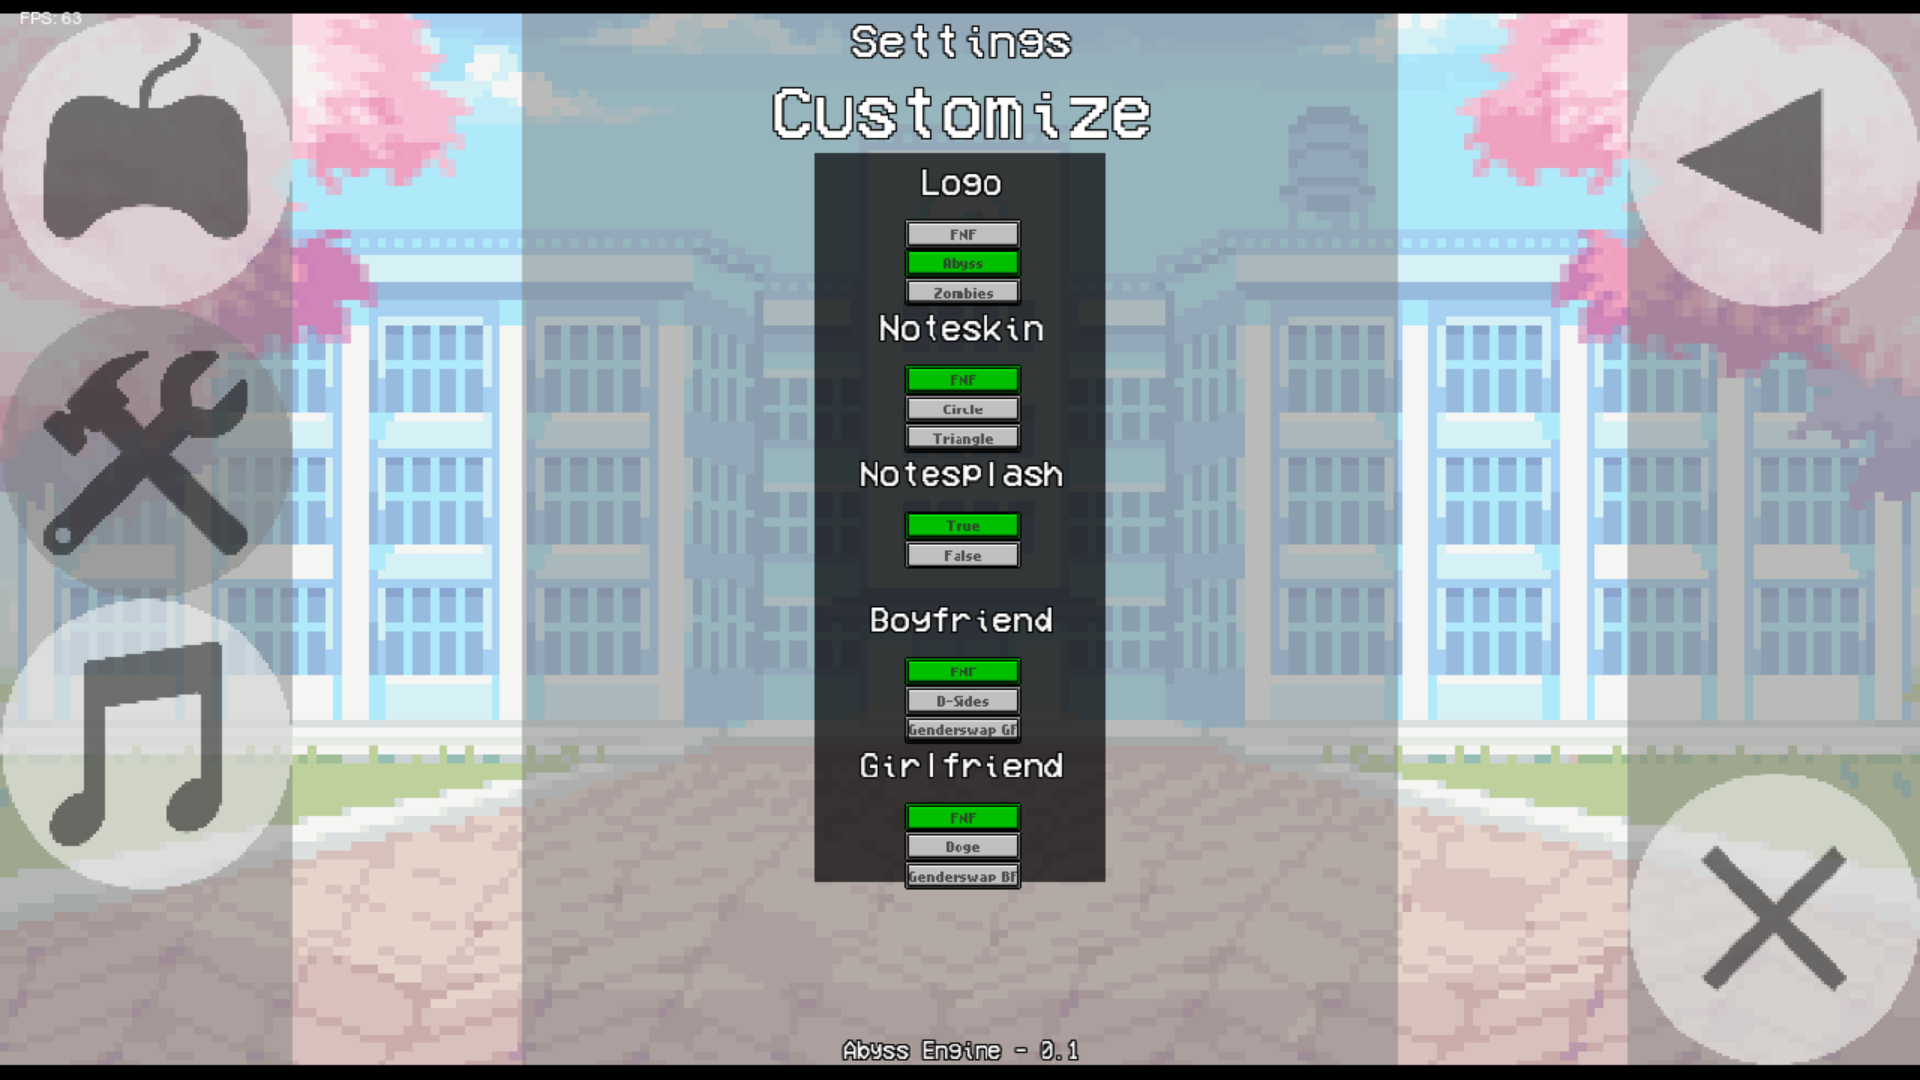 FPS: 63
Settings
Customize
Logo
FNF
Abyss
Zombies
Noteskin
FNF
Circle
Triangle
Notesplash
True
False
Boyfriend
FNF
D-Sides
Genderswap GF
Girlfriend
FNF
Doge
Genderswap BF
Abyss Engine - 0.1